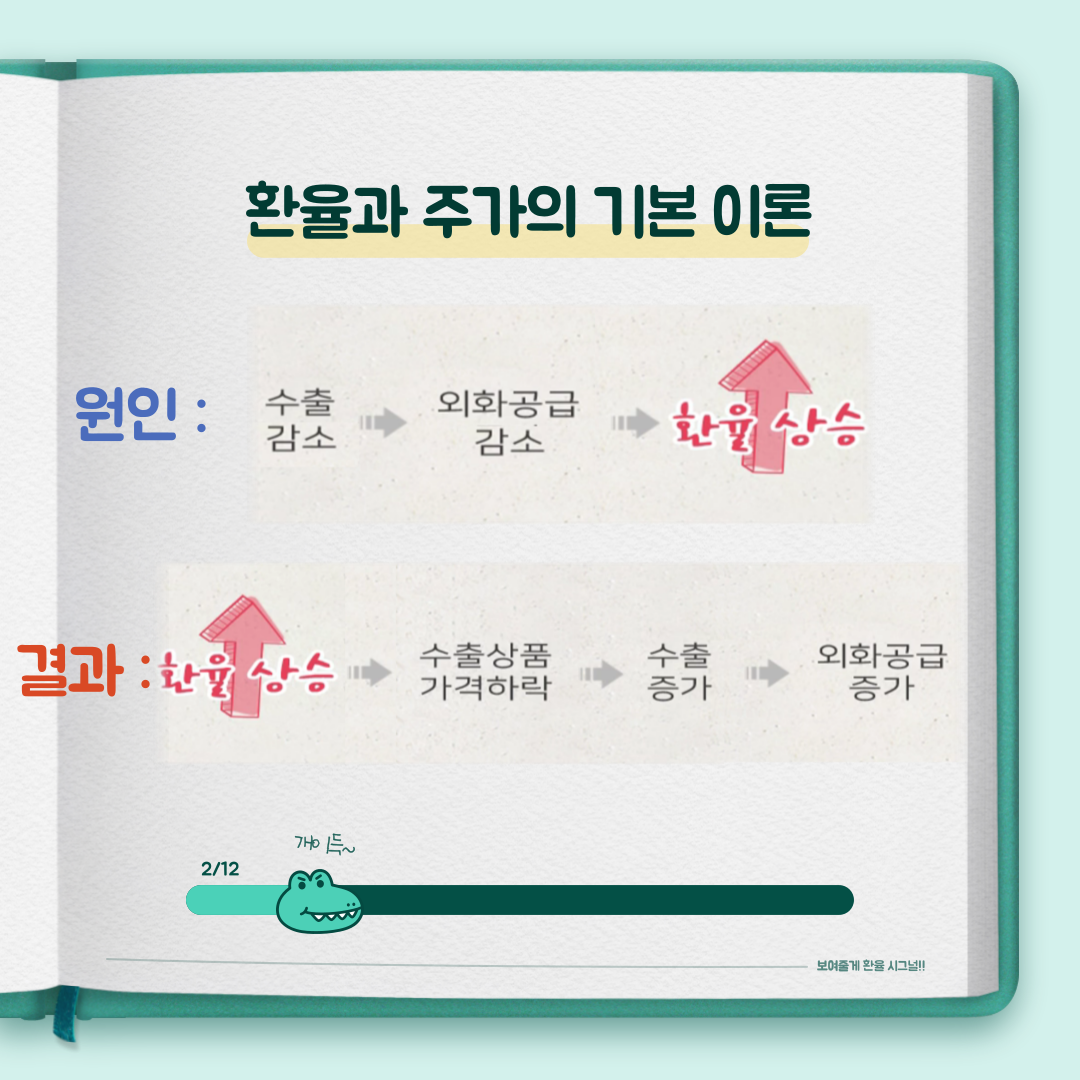 환율과 주가의 기본 이론
원인 :
수출
감소
외화공급
감소
환율 상승
결과 :
환율 상승
수출상품
가격하락
수출
증가
외화공급
증가
개이득~
2/12
보여줄게 환율 시그널!!